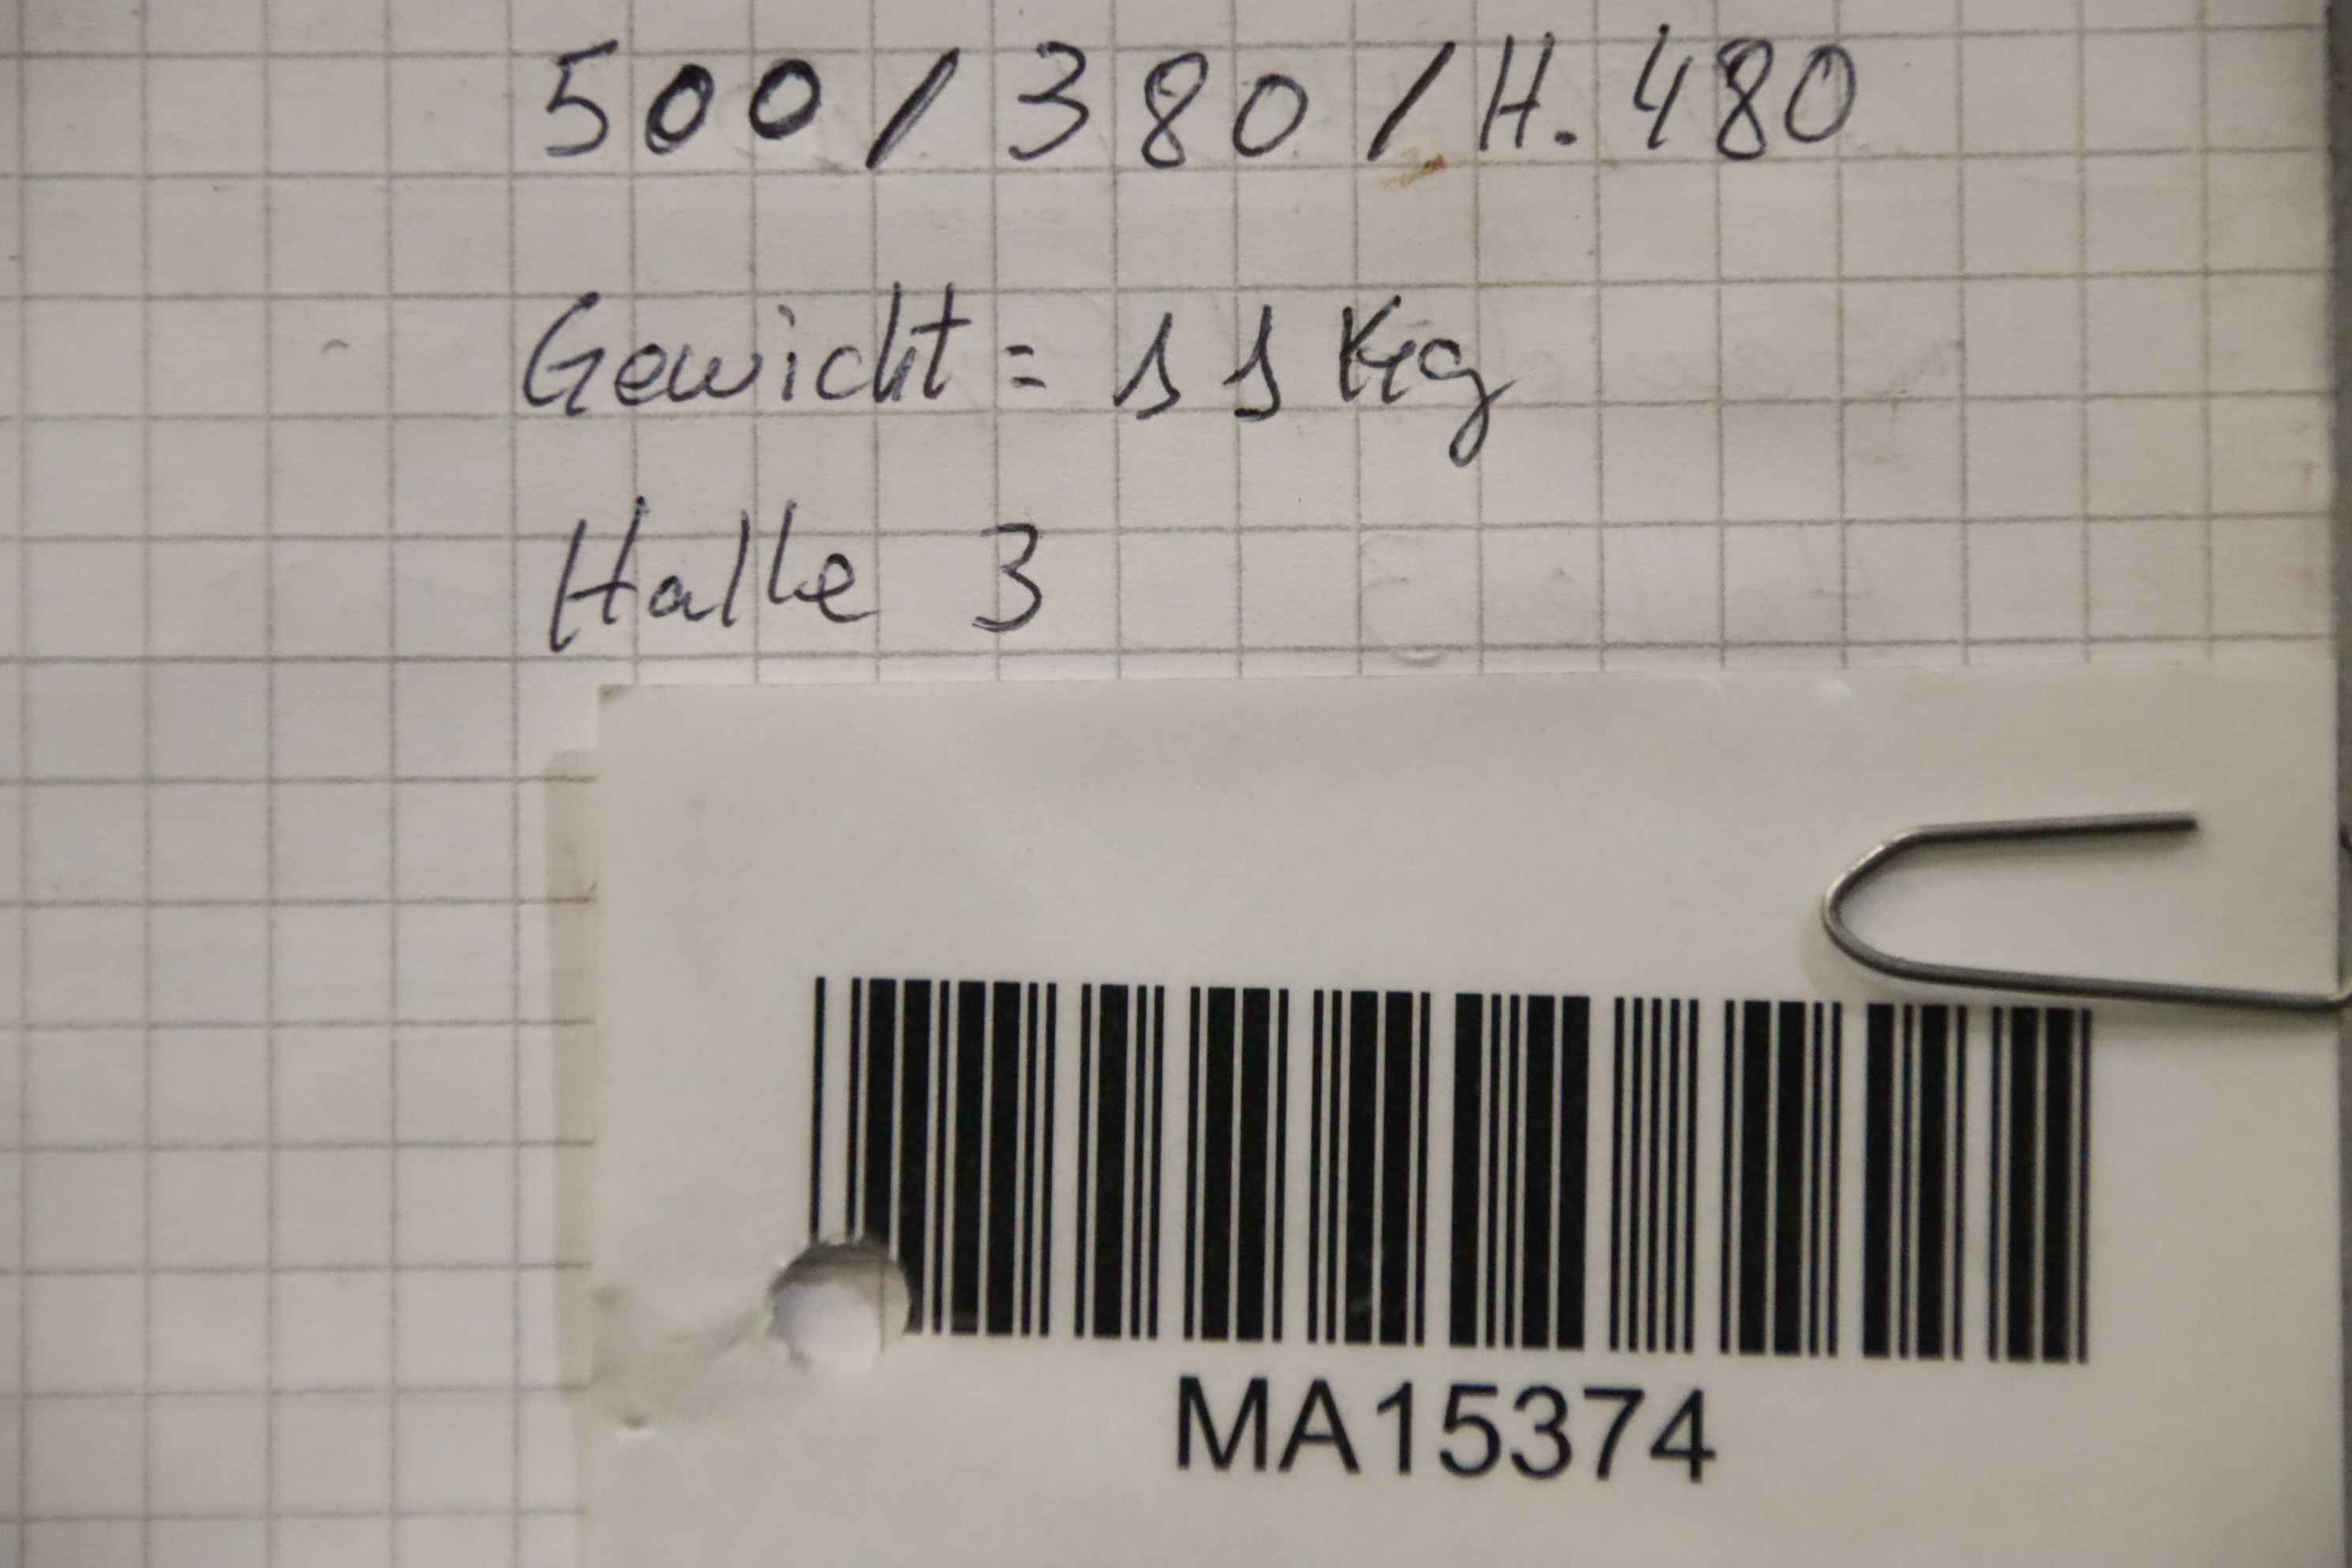 500 / 380 / H. 480
Gewicht = 11 Kg
Halle 3
MA15374